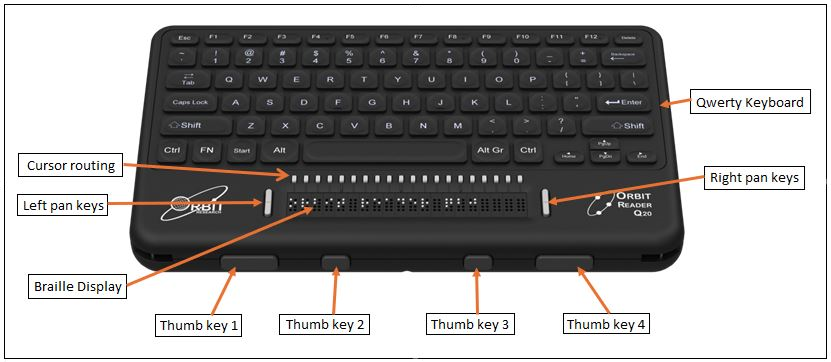 Esc F1 F2 F3 F4 F5 F6 F7 F8 F9 F10 F11 F12 Delete
~ ! @ # $ % ^ & * ( ) _ + Backspace
` 1 2 3 4 5 6 7 8 9 0 - =
Tab Q W E R T Y U I O P { } |
[ ] \
Caps Lock A S D F G H J K L : " Enter
; '
Shift Z X C V B N M < > ? Shift
, . /
Ctrl FN Start Alt Alt Gr Ctrl Home PgUp PgDn End
Qwerty Keyboard
Cursor routing
Right pan keys
Left pan keys
ORBIT
RESEARCH
ORBIT
READER
Q20
Braille Display
Thumb key 1
Thumb key 2
Thumb key 3
Thumb key 4